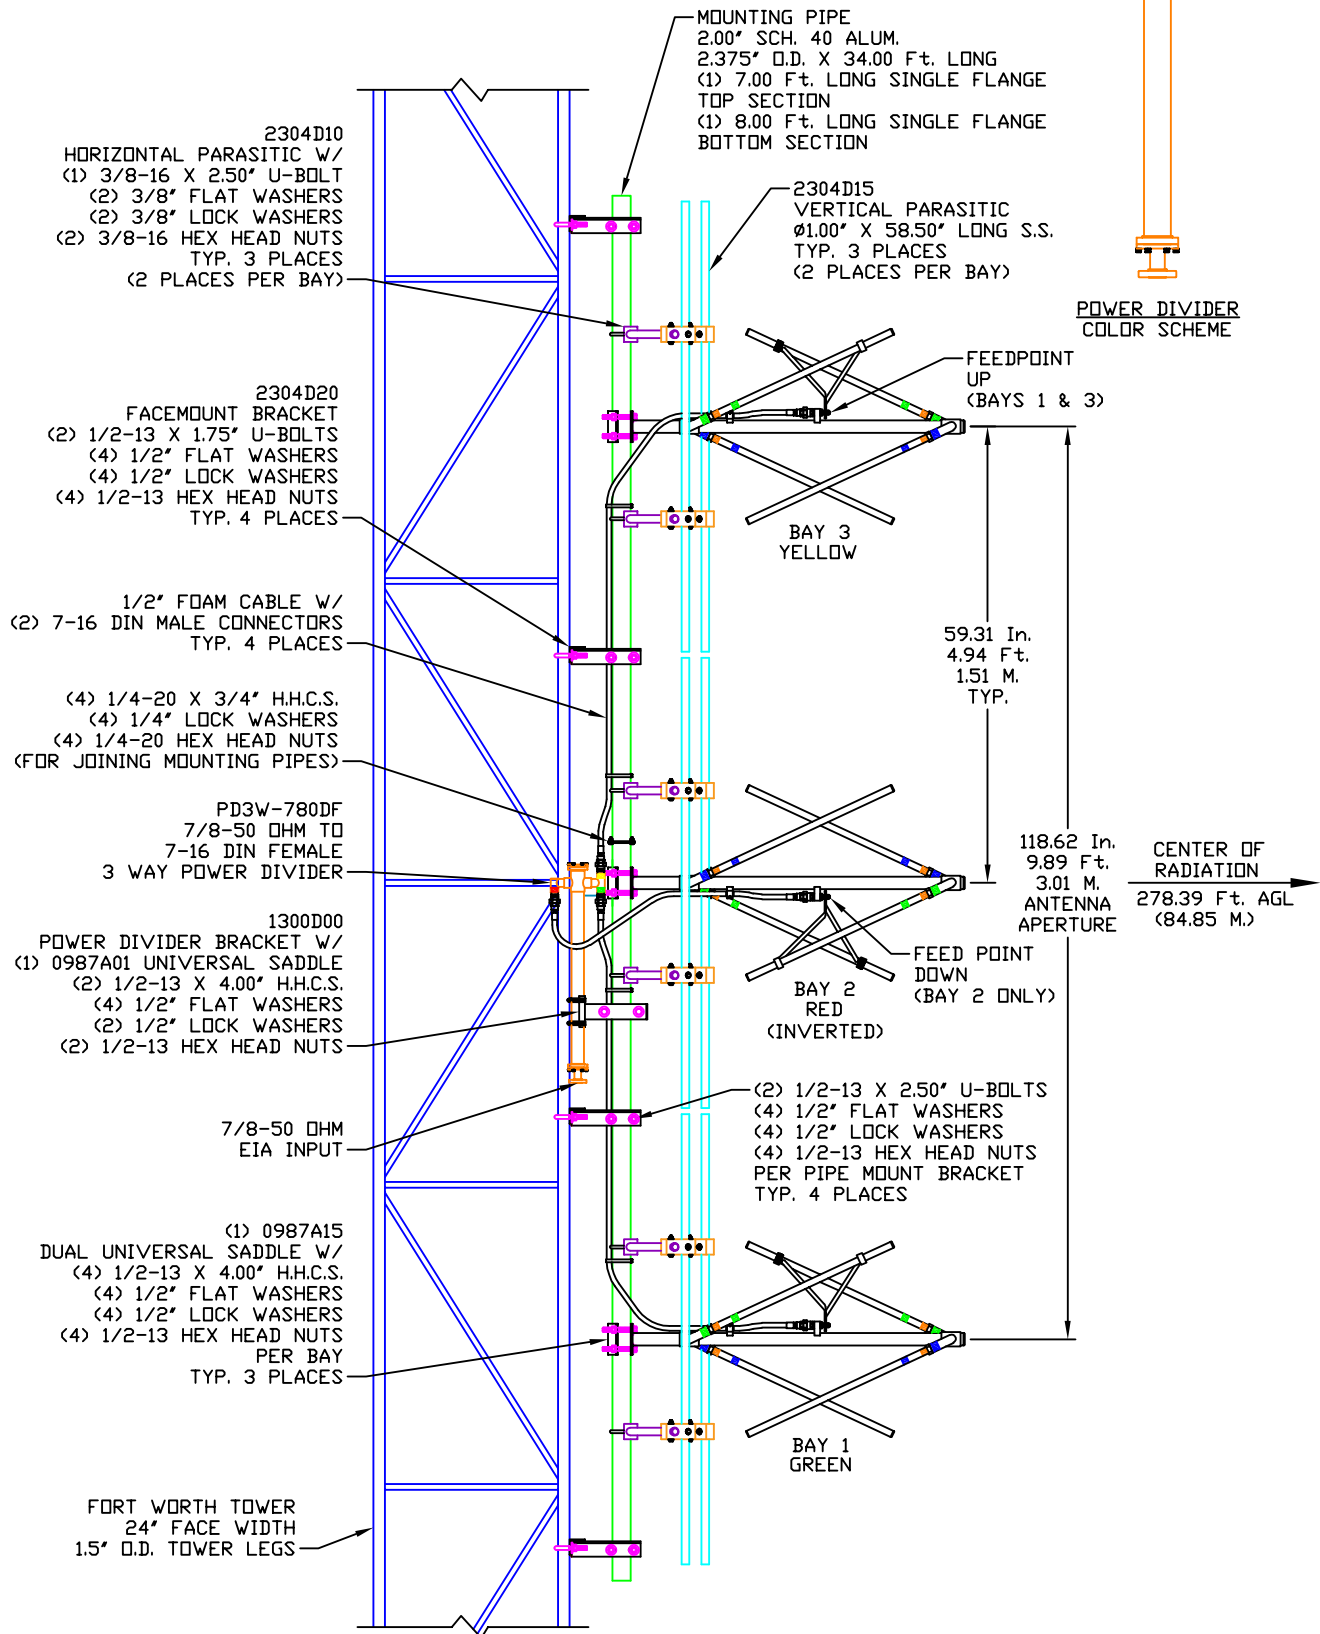 MOUNTING PIPE
2.00" SCH. 40 ALUM.
2.375" O.D. X 34.00 Ft. LONG
(1) 7.00 Ft. LONG SINGLE FLANGE
TOP SECTION
(1) 8.00 Ft. LONG SINGLE FLANGE
BOTTOM SECTION
2304D10
HORIZONTAL PARASITIC W/
(1) 3/8-16 X 2.50" U-BOLT
(2) 3/8" FLAT WASHERS
(2) 3/8" LOCK WASHERS
(2) 3/8-16 HEX HEAD NUTS
TYP. 3 PLACES
(2 PLACES PER BAY)
2304D15
VERTICAL PARASITIC
Ø1.00" X 58.50" LONG S.S.
TYP. 3 PLACES
(2 PLACES PER BAY)
POWER DIVIDER
COLOR SCHEME
FEEDPOINT
UP
(BAYS 1 & 3)
2304D20
FACEMOUNT BRACKET
(2) 1/2-13 X 1.75" U-BOLTS
(4) 1/2" FLAT WASHERS
(4) 1/2" LOCK WASHERS
(4) 1/2-13 HEX HEAD NUTS
TYP. 4 PLACES
BAY 3
YELLOW
1/2" FOAM CABLE W/
(2) 7-16 DIN MALE CONNECTORS
TYP. 4 PLACES
59.31 In.
4.94 Ft.
1.51 M.
TYP.
(4) 1/4-20 X 3/4" H.H.C.S.
(4) 1/4" LOCK WASHERS
(4) 1/4-20 HEX HEAD NUTS
(FOR JOINING MOUNTING PIPES)
PD3W-780DF
7/8-50 OHM TO
7-16 DIN FEMALE
3 WAY POWER DIVIDER
118.62 In.
9.89 Ft.
3.01 M.
ANTENNA
APERTURE
CENTER OF
RADIATION
278.39 Ft. AGL
(84.85 M.)
1300D00
POWER DIVIDER BRACKET W/
(1) 0987A01 UNIVERSAL SADDLE
(2) 1/2-13 X 4.00" H.H.C.S.
(4) 1/2" FLAT WASHERS
(2) 1/2" LOCK WASHERS
(2) 1/2-13 HEX HEAD NUTS
FEED POINT
DOWN
(BAY 2 ONLY)
BAY 2
RED
(INVERTED)
7/8-50 OHM
EIA INPUT
(2) 1/2-13 X 2.50" U-BOLTS
(4) 1/2" FLAT WASHERS
(4) 1/2" LOCK WASHERS
(4) 1/2-13 HEX HEAD NUTS
PER PIPE MOUNT BRACKET
TYP. 4 PLACES
(1) 0987A15
DUAL UNIVERSAL SADDLE W/
(4) 1/2-13 X 4.00" H.H.C.S.
(4) 1/2" FLAT WASHERS
(4) 1/2" LOCK WASHERS
(4) 1/2-13 HEX HEAD NUTS
PER BAY
TYP. 3 PLACES
BAY 1
GREEN
FORT WORTH TOWER
24" FACE WIDTH
1.5" O.D. TOWER LEGS